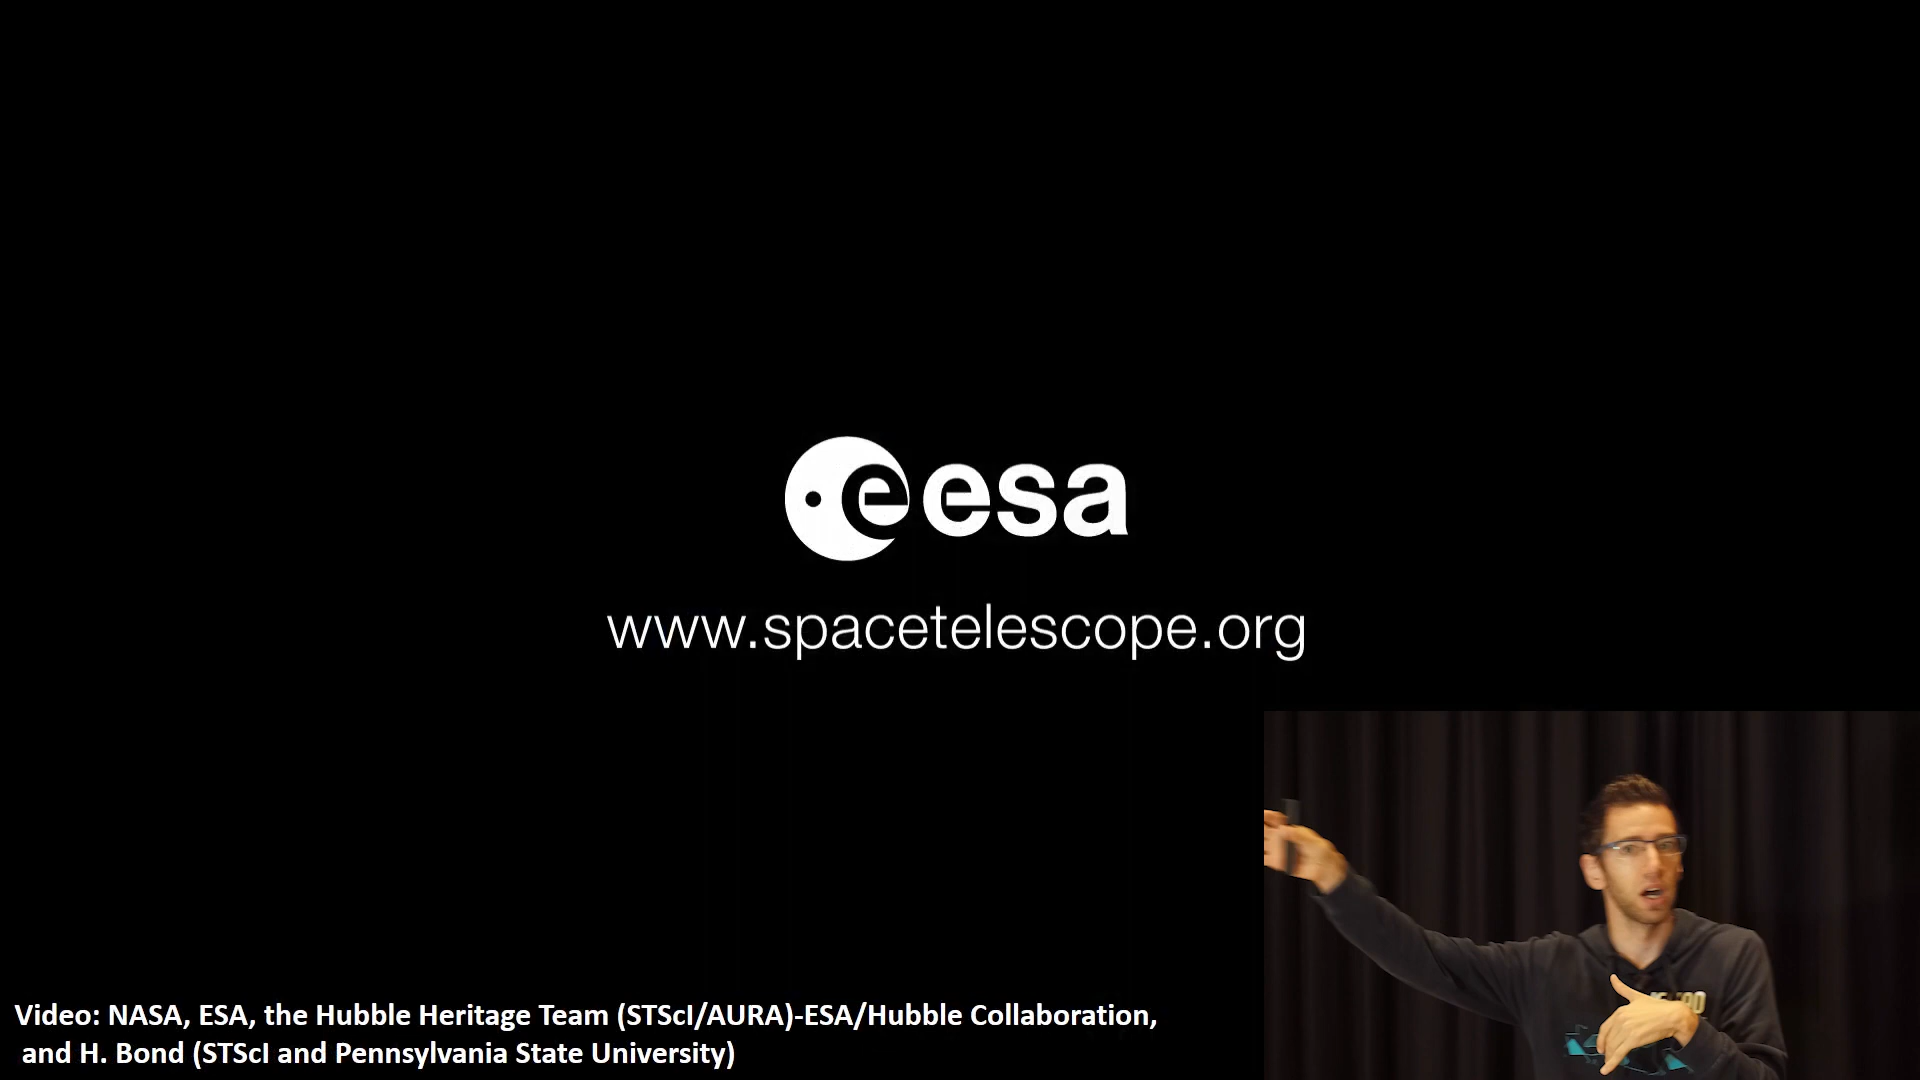 esa
www.spacetelescope.org
Video: NASA, ESA, the Hubble Heritage Team (STScI/AURA)-ESA/Hubble Collaboration,
and H. Bond (STScI and Pennsylvania State University)